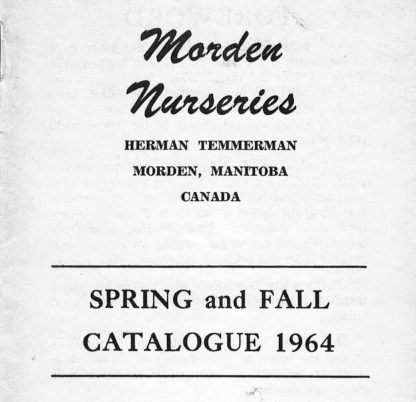 Morden
Nurseries
HERMAN TEMMERMAN
MORDEN, MANITOBA
CANADA
SPRING and FALL
CATALOGUE 1964